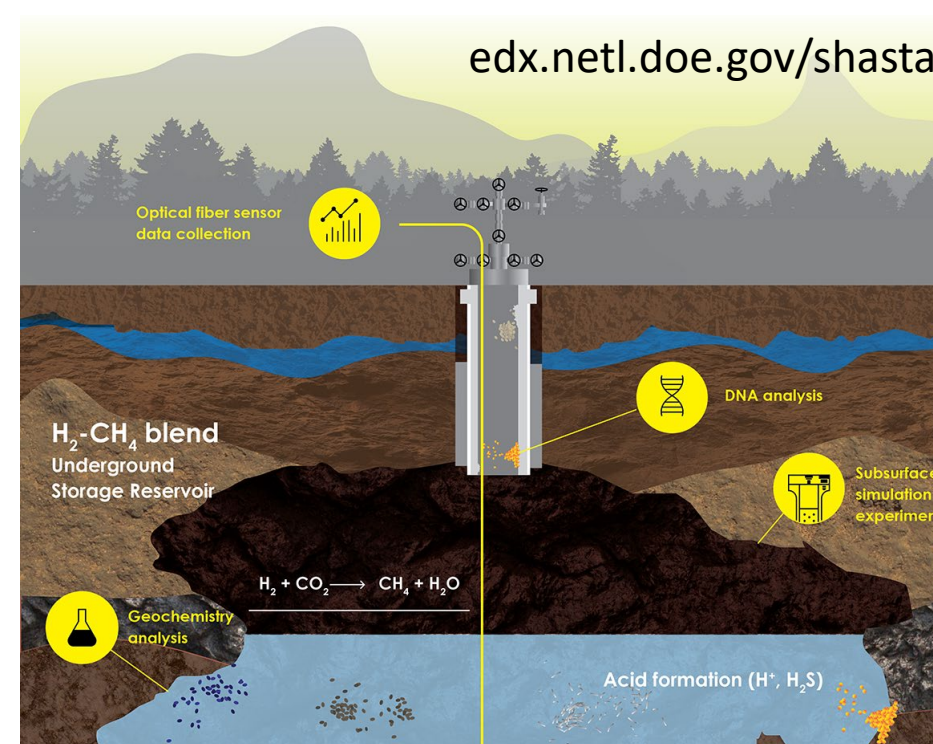 edx.netl.doe.gov/shasta
Optical fiber sensor
data collection
DNA analysis
H₂-CH₄ blend
Underground
Storage Reservoir
Subsurface
simulation
experimen
H₂ + CO₂ → CH₄ + H₂O
Geochemistry
analysis
Acid formation (H⁺, H₂S)